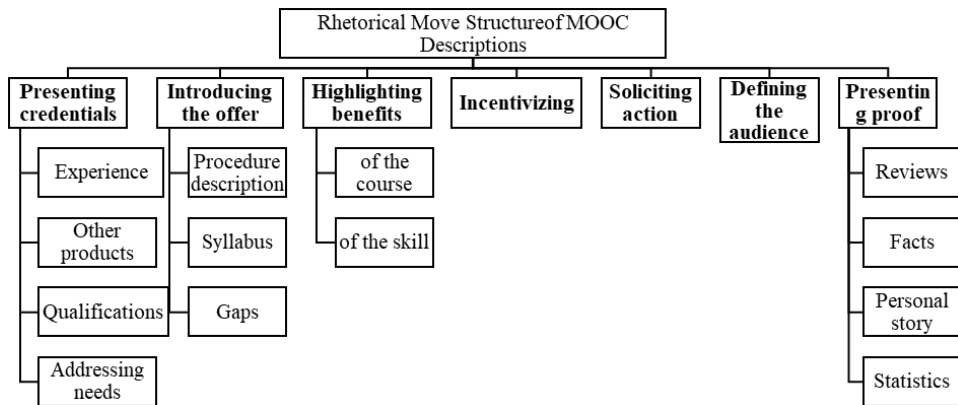 Rhetorical Move Structureof MOOC
Descriptions
Presenting
credentials
Introducing
the offer
Highlighting
benefits
Incentivizing
Soliciting
action
Defining
the
audience
Presentin
g proof
Experience
Other
products
Qualifications
Addressing
needs
Procedure
description
Syllabus
Gaps
of the
course
of the skill
Reviews
Facts
Personal
story
Statistics